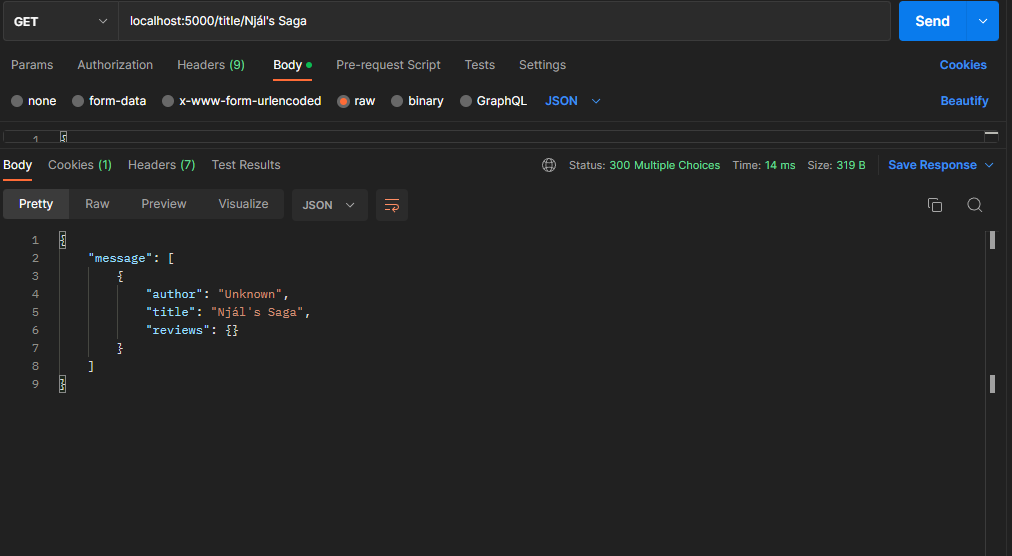 GET localhost:5000/title/Njál's Saga Send
Params Authorization Headers (9) Body Pre-request Script Tests Settings Cookies
none form-data x-www-form-urlencoded raw binary GraphQL JSON Beautify
1 {
Body Cookies (1) Headers (7) Test Results Status: 300 Multiple Choices Time: 14 ms Size: 319 B Save Response
Pretty Raw Preview Visualize JSON
1 {
2 "message": [
3 {
4 "author": "Unknown",
5 "title": "Njál's Saga",
6 "reviews": {}
7 }
8 ]
9 }